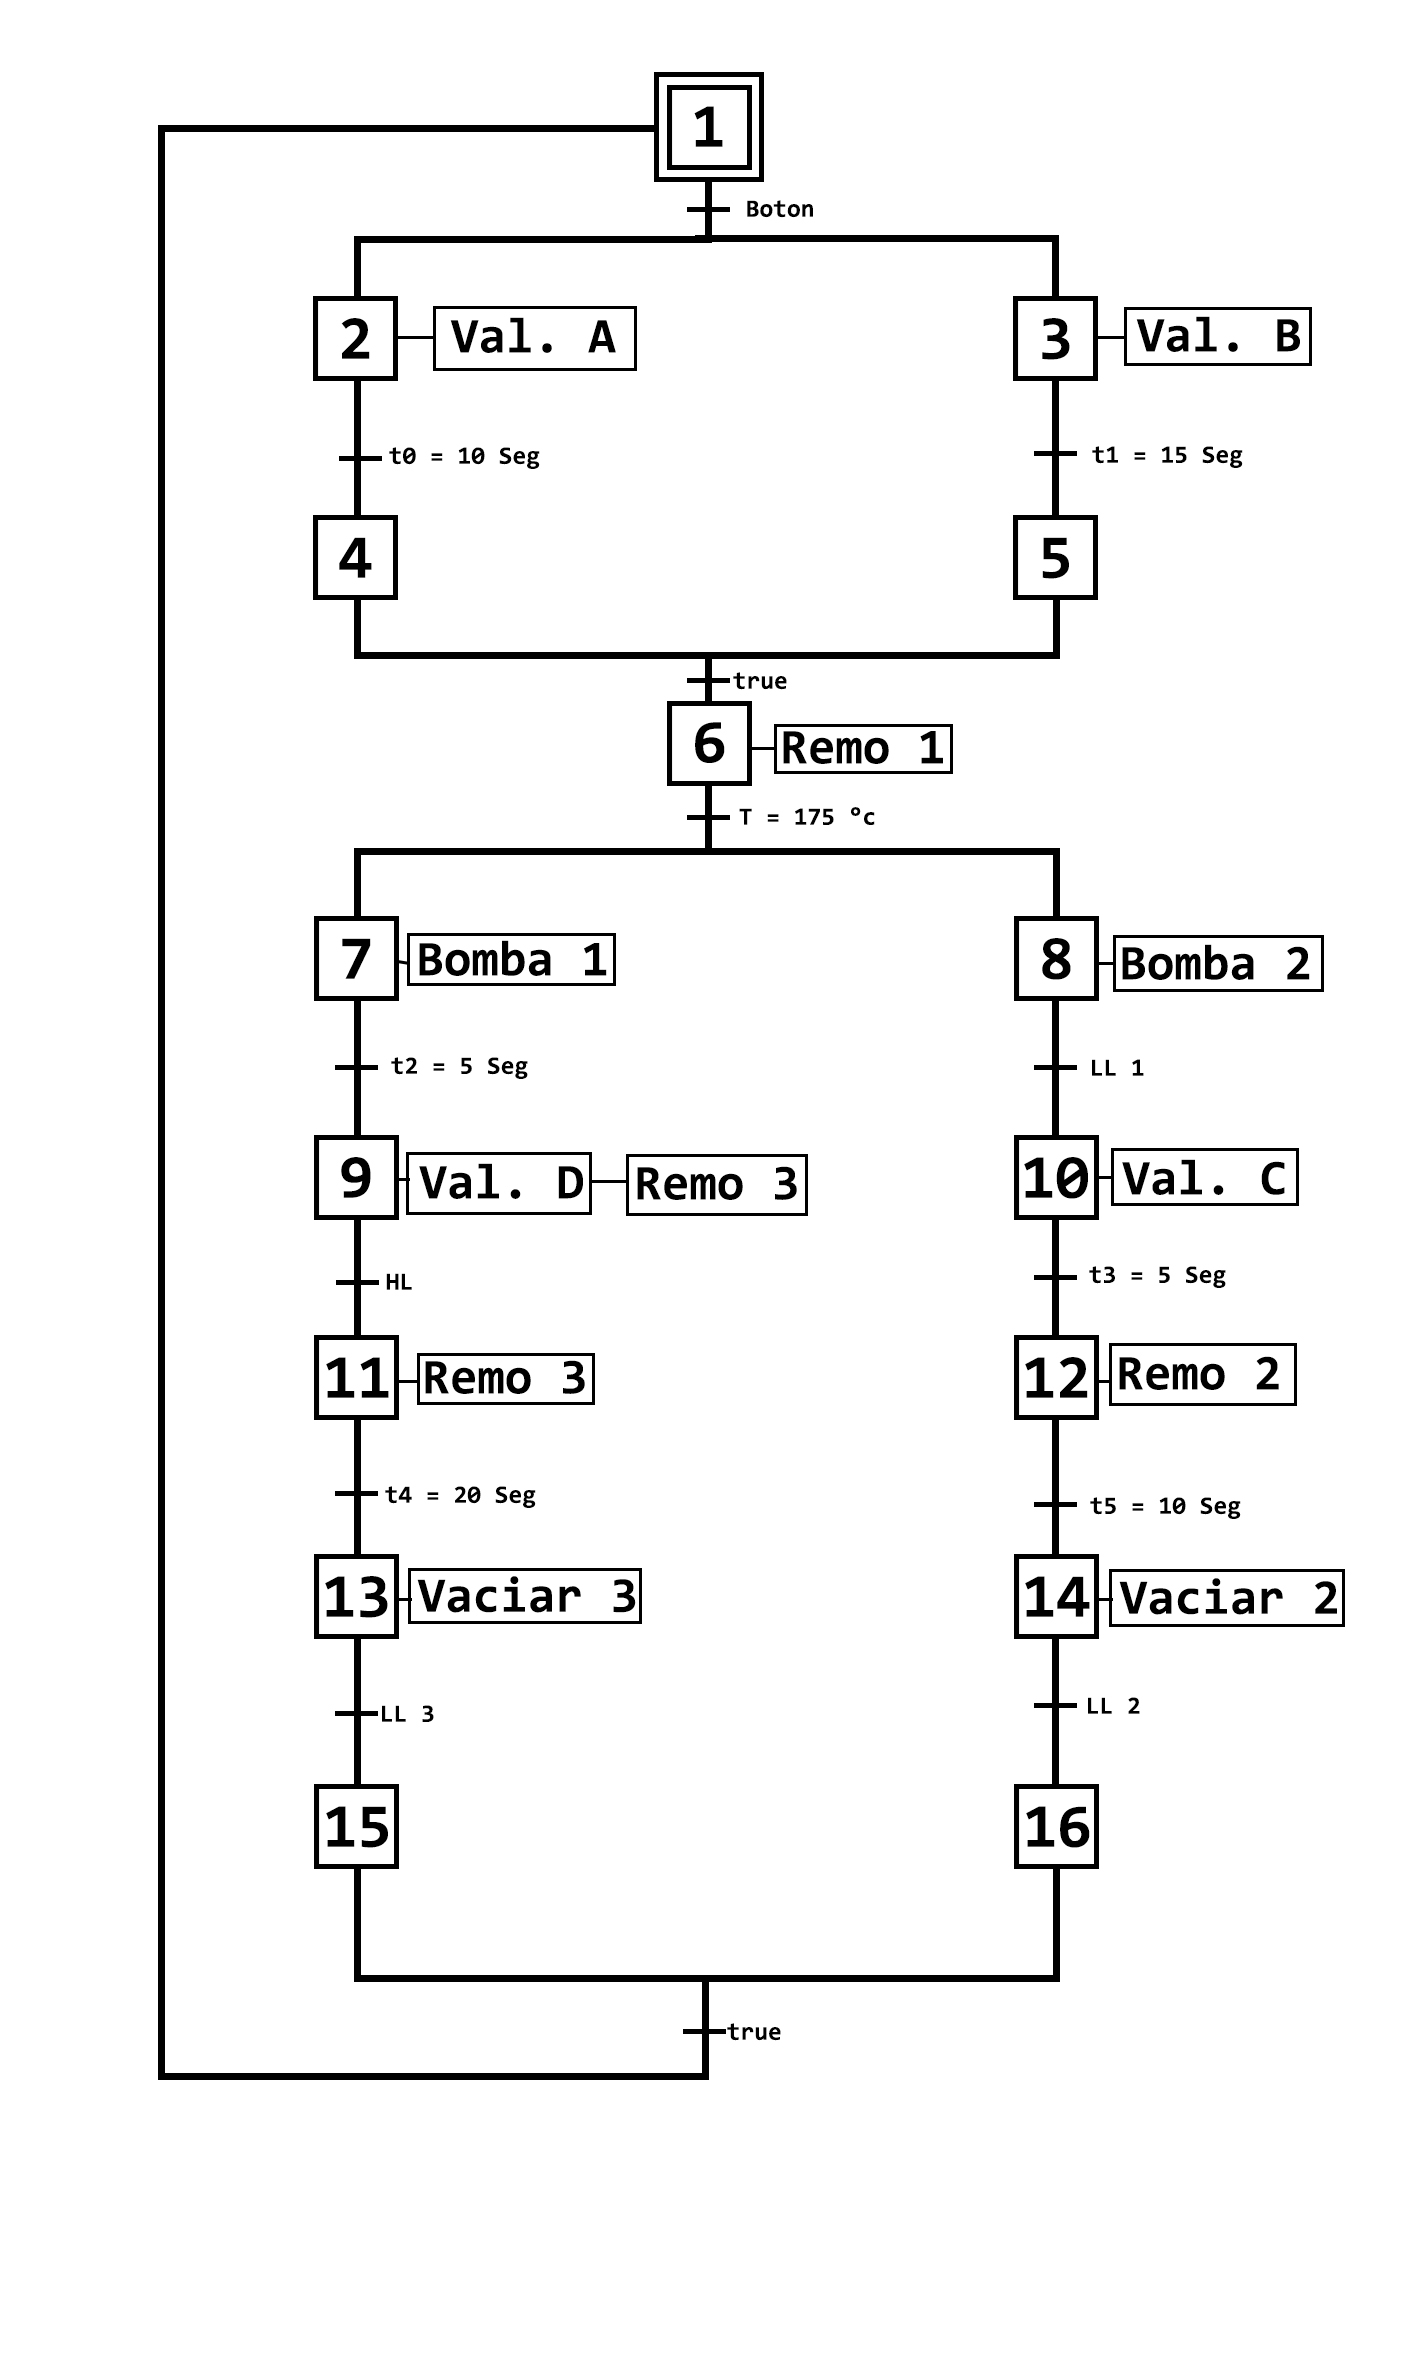 1
Boton
2 Val. A 3 Val. B
t0 = 10 Seg t1 = 15 Seg
4 5
true
6 Remo 1
T = 175 °c
7 Bomba 1 8 Bomba 2
t2 = 5 Seg LL 1
9 Val. D Remo 3 10 Val. C
HL t3 = 5 Seg
11 Remo 3 12 Remo 2
t4 = 20 Seg t5 = 10 Seg
13 Vaciar 3 14 Vaciar 2
LL 3 LL 2
15 16
true